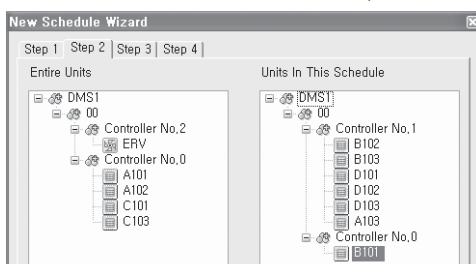 New Schedule Wizard
Step 1 Step 2 Step 3 Step 4
Entire Units
DMS1
00
Controller No,2
ERV
Controller No,0
A101
A102
C101
C103
Units In This Schedule
DMS1
00
Controller No,1
B102
B103
D101
D102
D103
A103
Controller No,0
B101